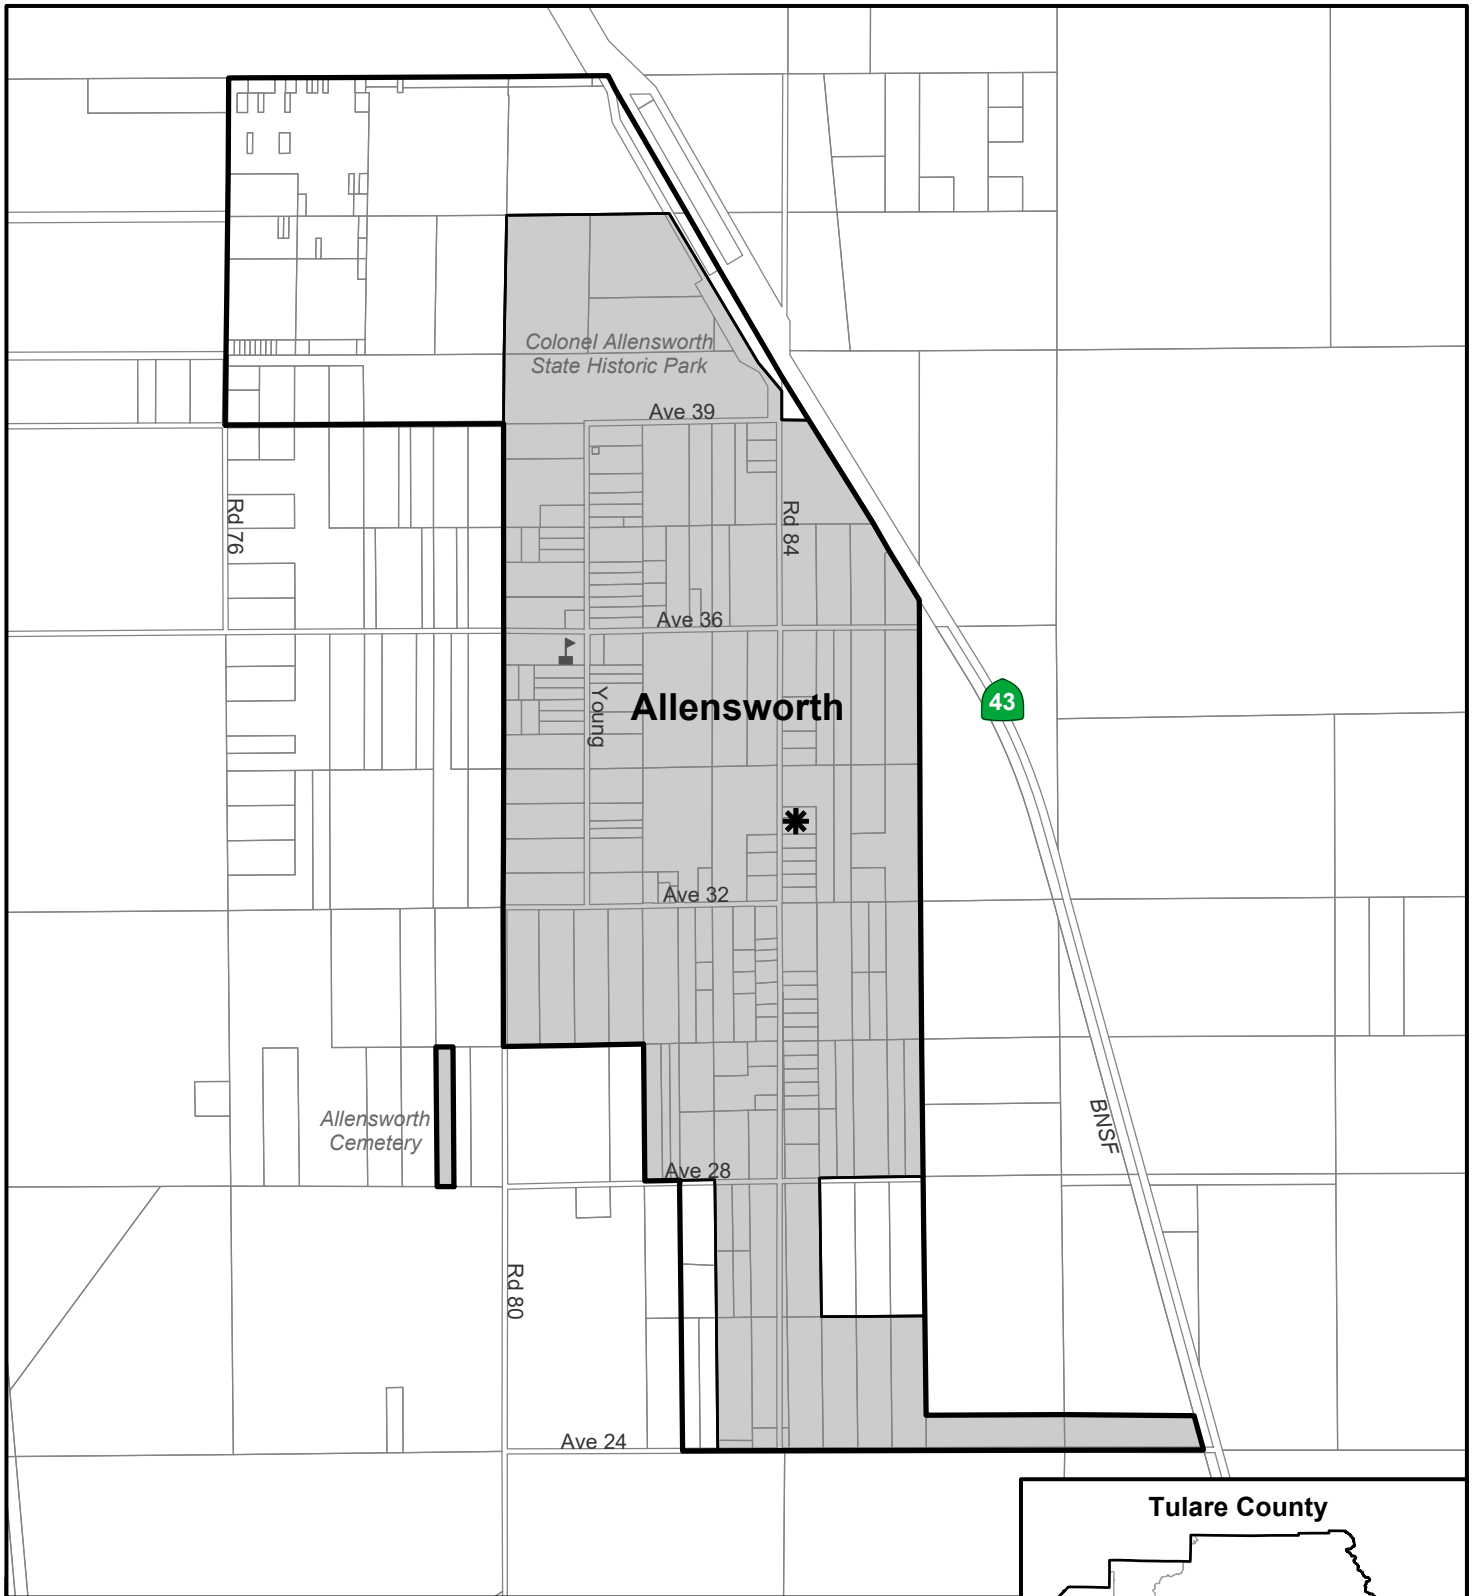 Colonel Allensworth
State Historic Park
Ave 39
Rd 76
Rd 84
Ave 36
Young
Allensworth
43
Ave 32
Allensworth
Cemetery
BNSF
Ave 28
Rd 80
Ave 24
Tulare County